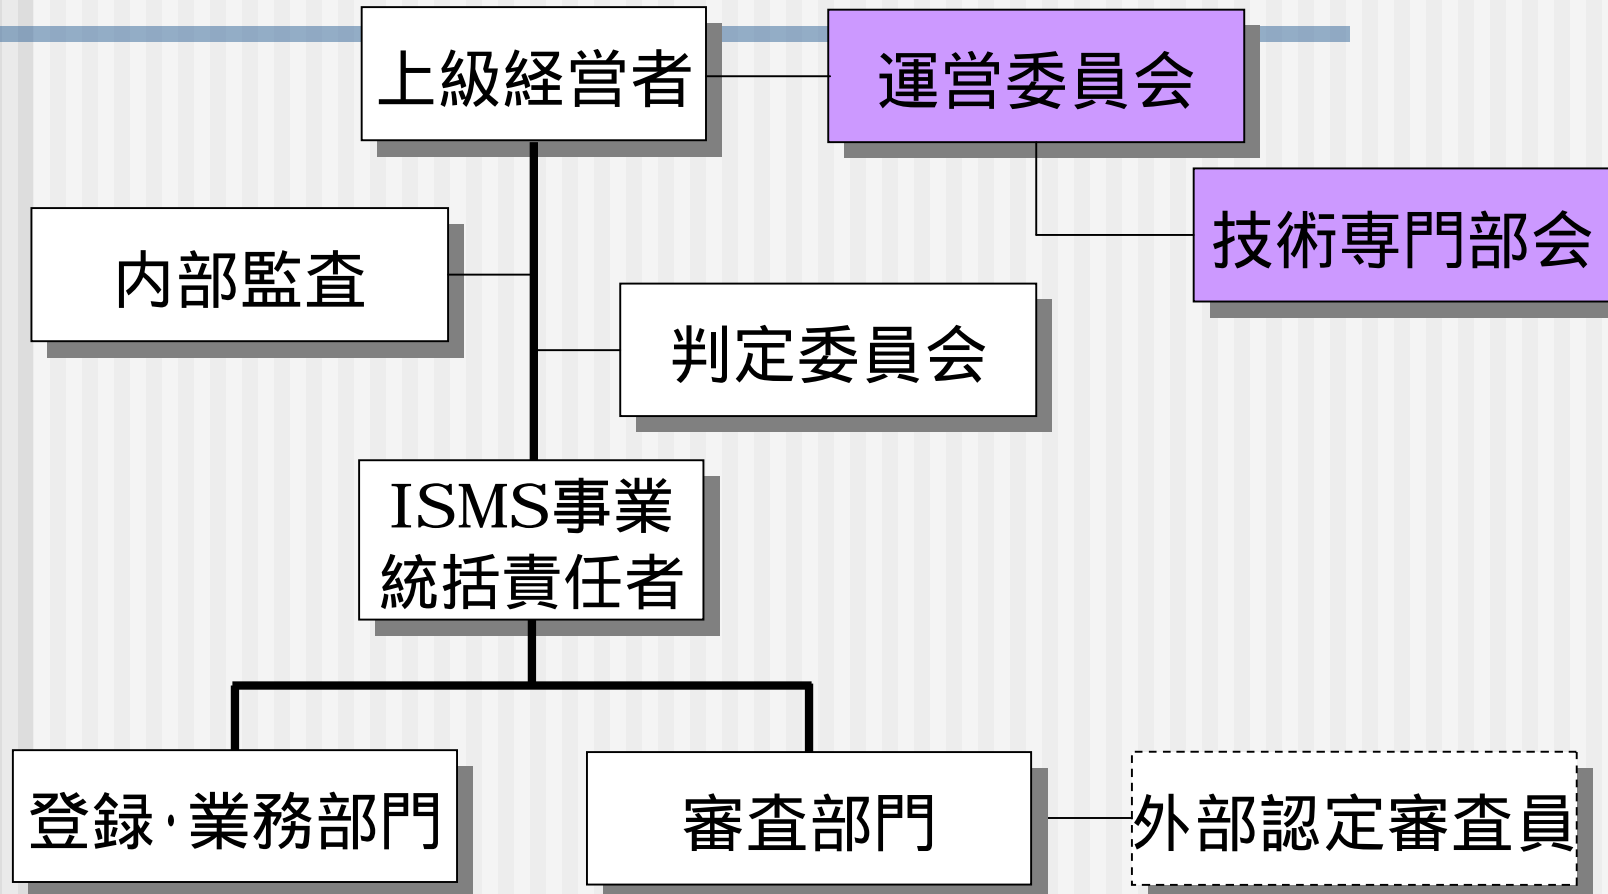 上級経営者
運営委員会
技術専門部会
内部監査
判定委員会
ISMS事業
統括責任者
登録・業務部門
審査部門
外部認定審査員